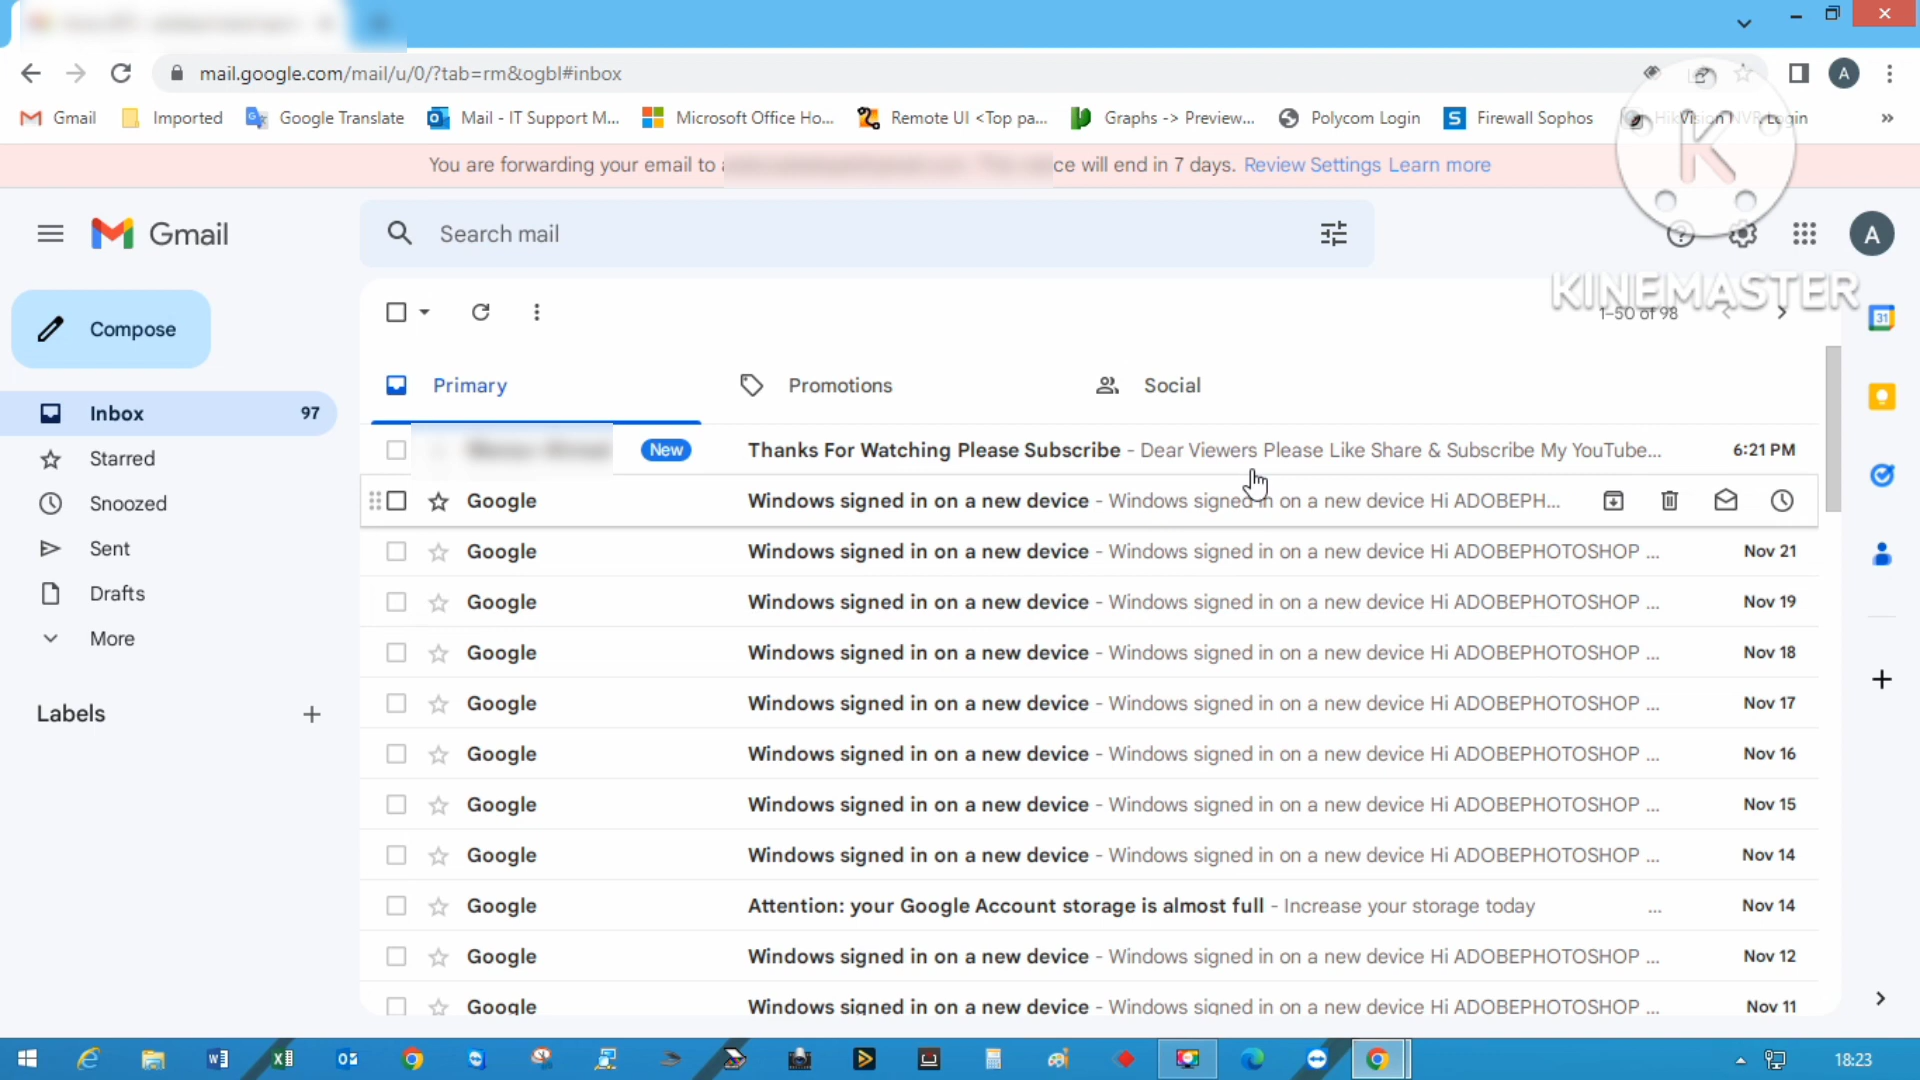 mail.google.com/mail/u/0/?tab=rm&ogbl#inbox
A
Gmail Imported Google Translate Mail - IT Support M... Microsoft Office Ho... Remote UI <Top pa... Graphs -> Preview... Polycom Login Firewall Sophos HikVision NVR Login »
You are forwarding your email to ce will end in 7 days. Review Settings Learn more
K
Gmail Search mail A
KINEMASTER
1–50 of 98
Compose
Primary Promotions Social
Inbox 97
Starred
Snoozed
Sent
Drafts
More
Labels
New Thanks For Watching Please Subscribe - Dear Viewers Please Like Share & Subscribe My YouTube... 6:21 PM
Google Windows signed in on a new device - Windows signed in on a new device Hi ADOBEPH...
Google Windows signed in on a new device - Windows signed in on a new device Hi ADOBEPHOTOSHOP ... Nov 21
Google Windows signed in on a new device - Windows signed in on a new device Hi ADOBEPHOTOSHOP ... Nov 19
Google Windows signed in on a new device - Windows signed in on a new device Hi ADOBEPHOTOSHOP ... Nov 18
Google Windows signed in on a new device - Windows signed in on a new device Hi ADOBEPHOTOSHOP ... Nov 17
Google Windows signed in on a new device - Windows signed in on a new device Hi ADOBEPHOTOSHOP ... Nov 16
Google Windows signed in on a new device - Windows signed in on a new device Hi ADOBEPHOTOSHOP ... Nov 15
Google Windows signed in on a new device - Windows signed in on a new device Hi ADOBEPHOTOSHOP ... Nov 14
Google Attention: your Google Account storage is almost full - Increase your storage today ... Nov 14
Google Windows signed in on a new device - Windows signed in on a new device Hi ADOBEPHOTOSHOP ... Nov 12
Google Windows signed in on a new device - Windows signed in on a new device Hi ADOBEPHOTOSHOP ... Nov 11
31
18:23